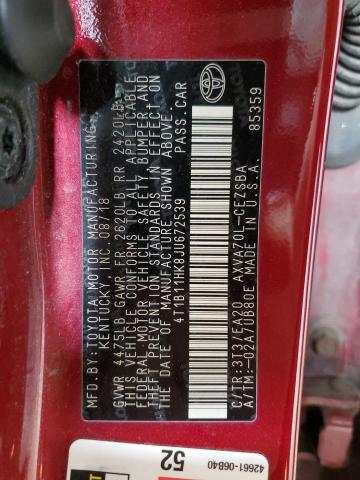 MFD.BY:TOYOTA MOTOR MANUFACTURING,
KENTUCKY, INC. 08/18
GVWR 4475LB GAWR FR 2620LB RR 2420LB
THIS VEHICLE CONFORMS TO ALL APPLICABLE
FEDERAL MOTOR VEHICLE SAFETY, BUMPER, AND
THEFT PREVENTION STANDARDS IN EFFECT ON
THE DATE OF MANUFACTURE SHOWN ABOVE.
4T1B11HK8JU672539 PASS.CAR
C/TR:3T3/EA20 AXVA70L-CEZSBA
A/TM:-02A/UB80E MADE IN U.S.A.
85359
42661-06B40
52